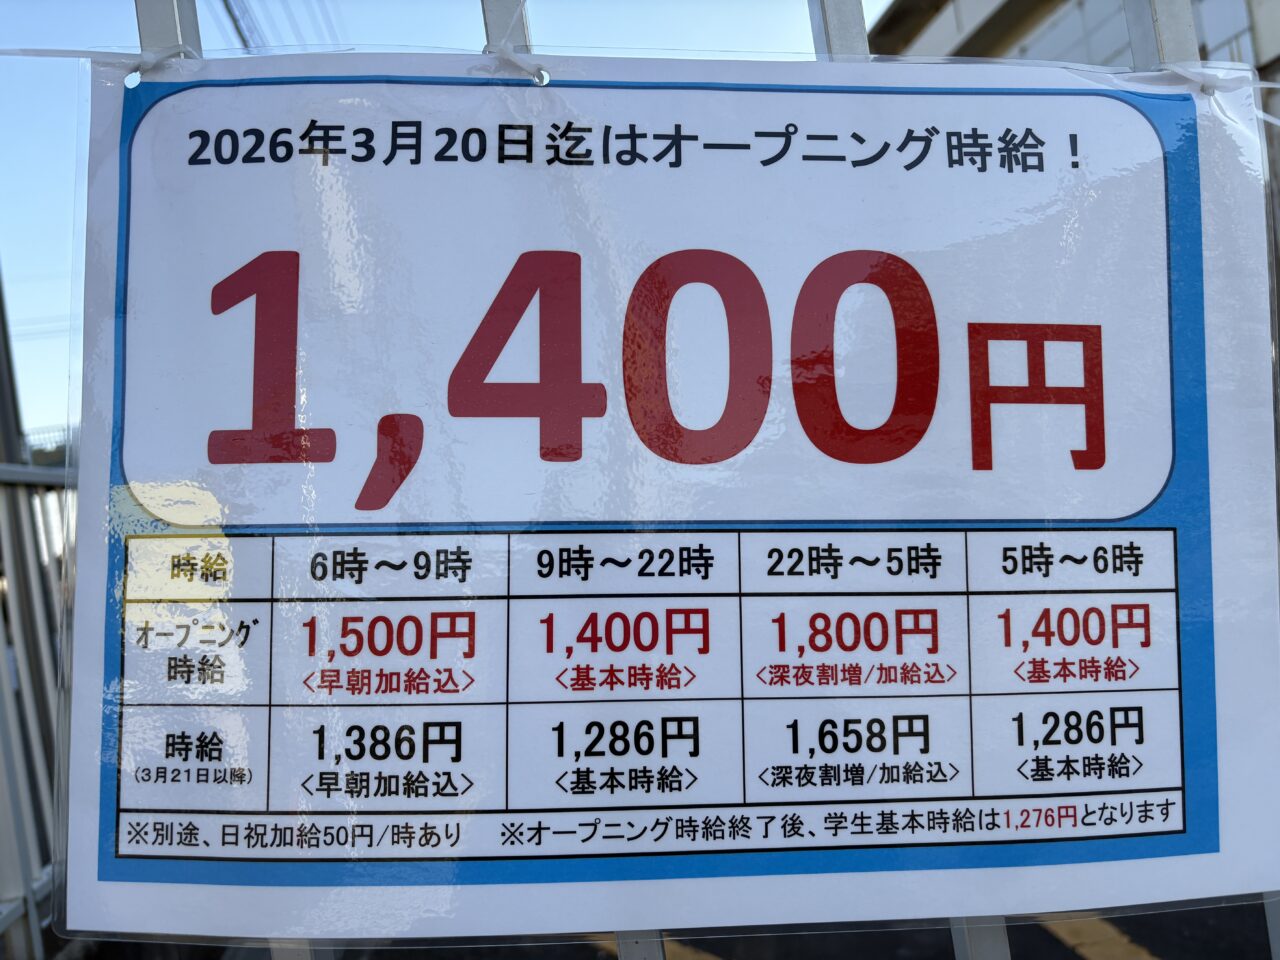 2026年3月20日迄はオープニング時給！
1,400円
時給 6時～9時 9時～22時 22時～5時 5時～6時
オープニング時給 1,500円 1,400円 1,800円 1,400円
<早朝加給込> <基本時給> <深夜割増/加給込> <基本時給>
時給 1,386円 1,286円 1,658円 1,286円
(3月21日以降) <早朝加給込> <基本時給> <深夜割増/加給込> <基本時給>
※別途、日祝加給50円/時あり ※オープニング時給終了後、学生基本時給は1,276円となります